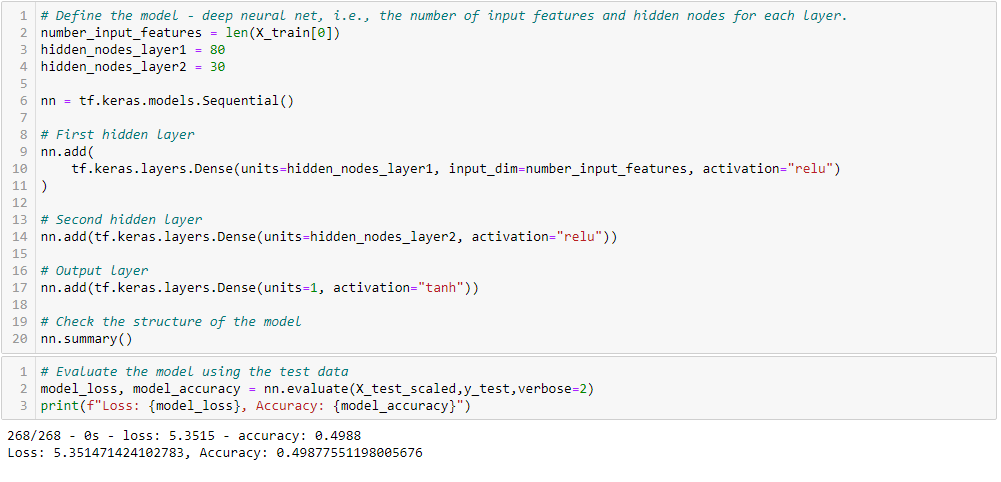 1 # Define the model - deep neural net, i.e., the number of input features and hidden nodes for each layer.
2 number_input_features = len(X_train[0])
3 hidden_nodes_layer1 = 80
4 hidden_nodes_layer2 = 30
5
6 nn = tf.keras.models.Sequential()
7
8 # First hidden layer
9 nn.add(
10     tf.keras.layers.Dense(units=hidden_nodes_layer1, input_dim=number_input_features, activation="relu")
11 )
12
13 # Second hidden layer
14 nn.add(tf.keras.layers.Dense(units=hidden_nodes_layer2, activation="relu"))
15
16 # Output layer
17 nn.add(tf.keras.layers.Dense(units=1, activation="tanh"))
18
19 # Check the structure of the model
20 nn.summary()
1 # Evaluate the model using the test data
2 model_loss, model_accuracy = nn.evaluate(X_test_scaled,y_test,verbose=2)
3 print(f"Loss: {model_loss}, Accuracy: {model_accuracy}")
268/268 - 0s - loss: 5.3515 - accuracy: 0.4988
Loss: 5.351471424102783, Accuracy: 0.49877551198005676